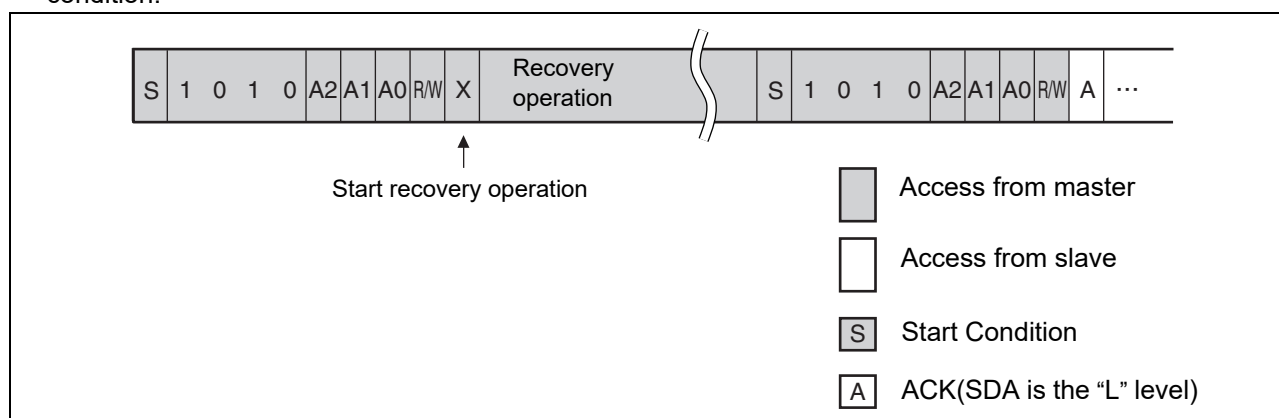 condition.
S 1 0 1 0 A2 A1 A0 R/W X Recovery operation S 1 0 1 0 A2 A1 A0 R/W A ...
Start recovery operation
Access from master
Access from slave
S Start Condition
A ACK(SDA is the “L” level)